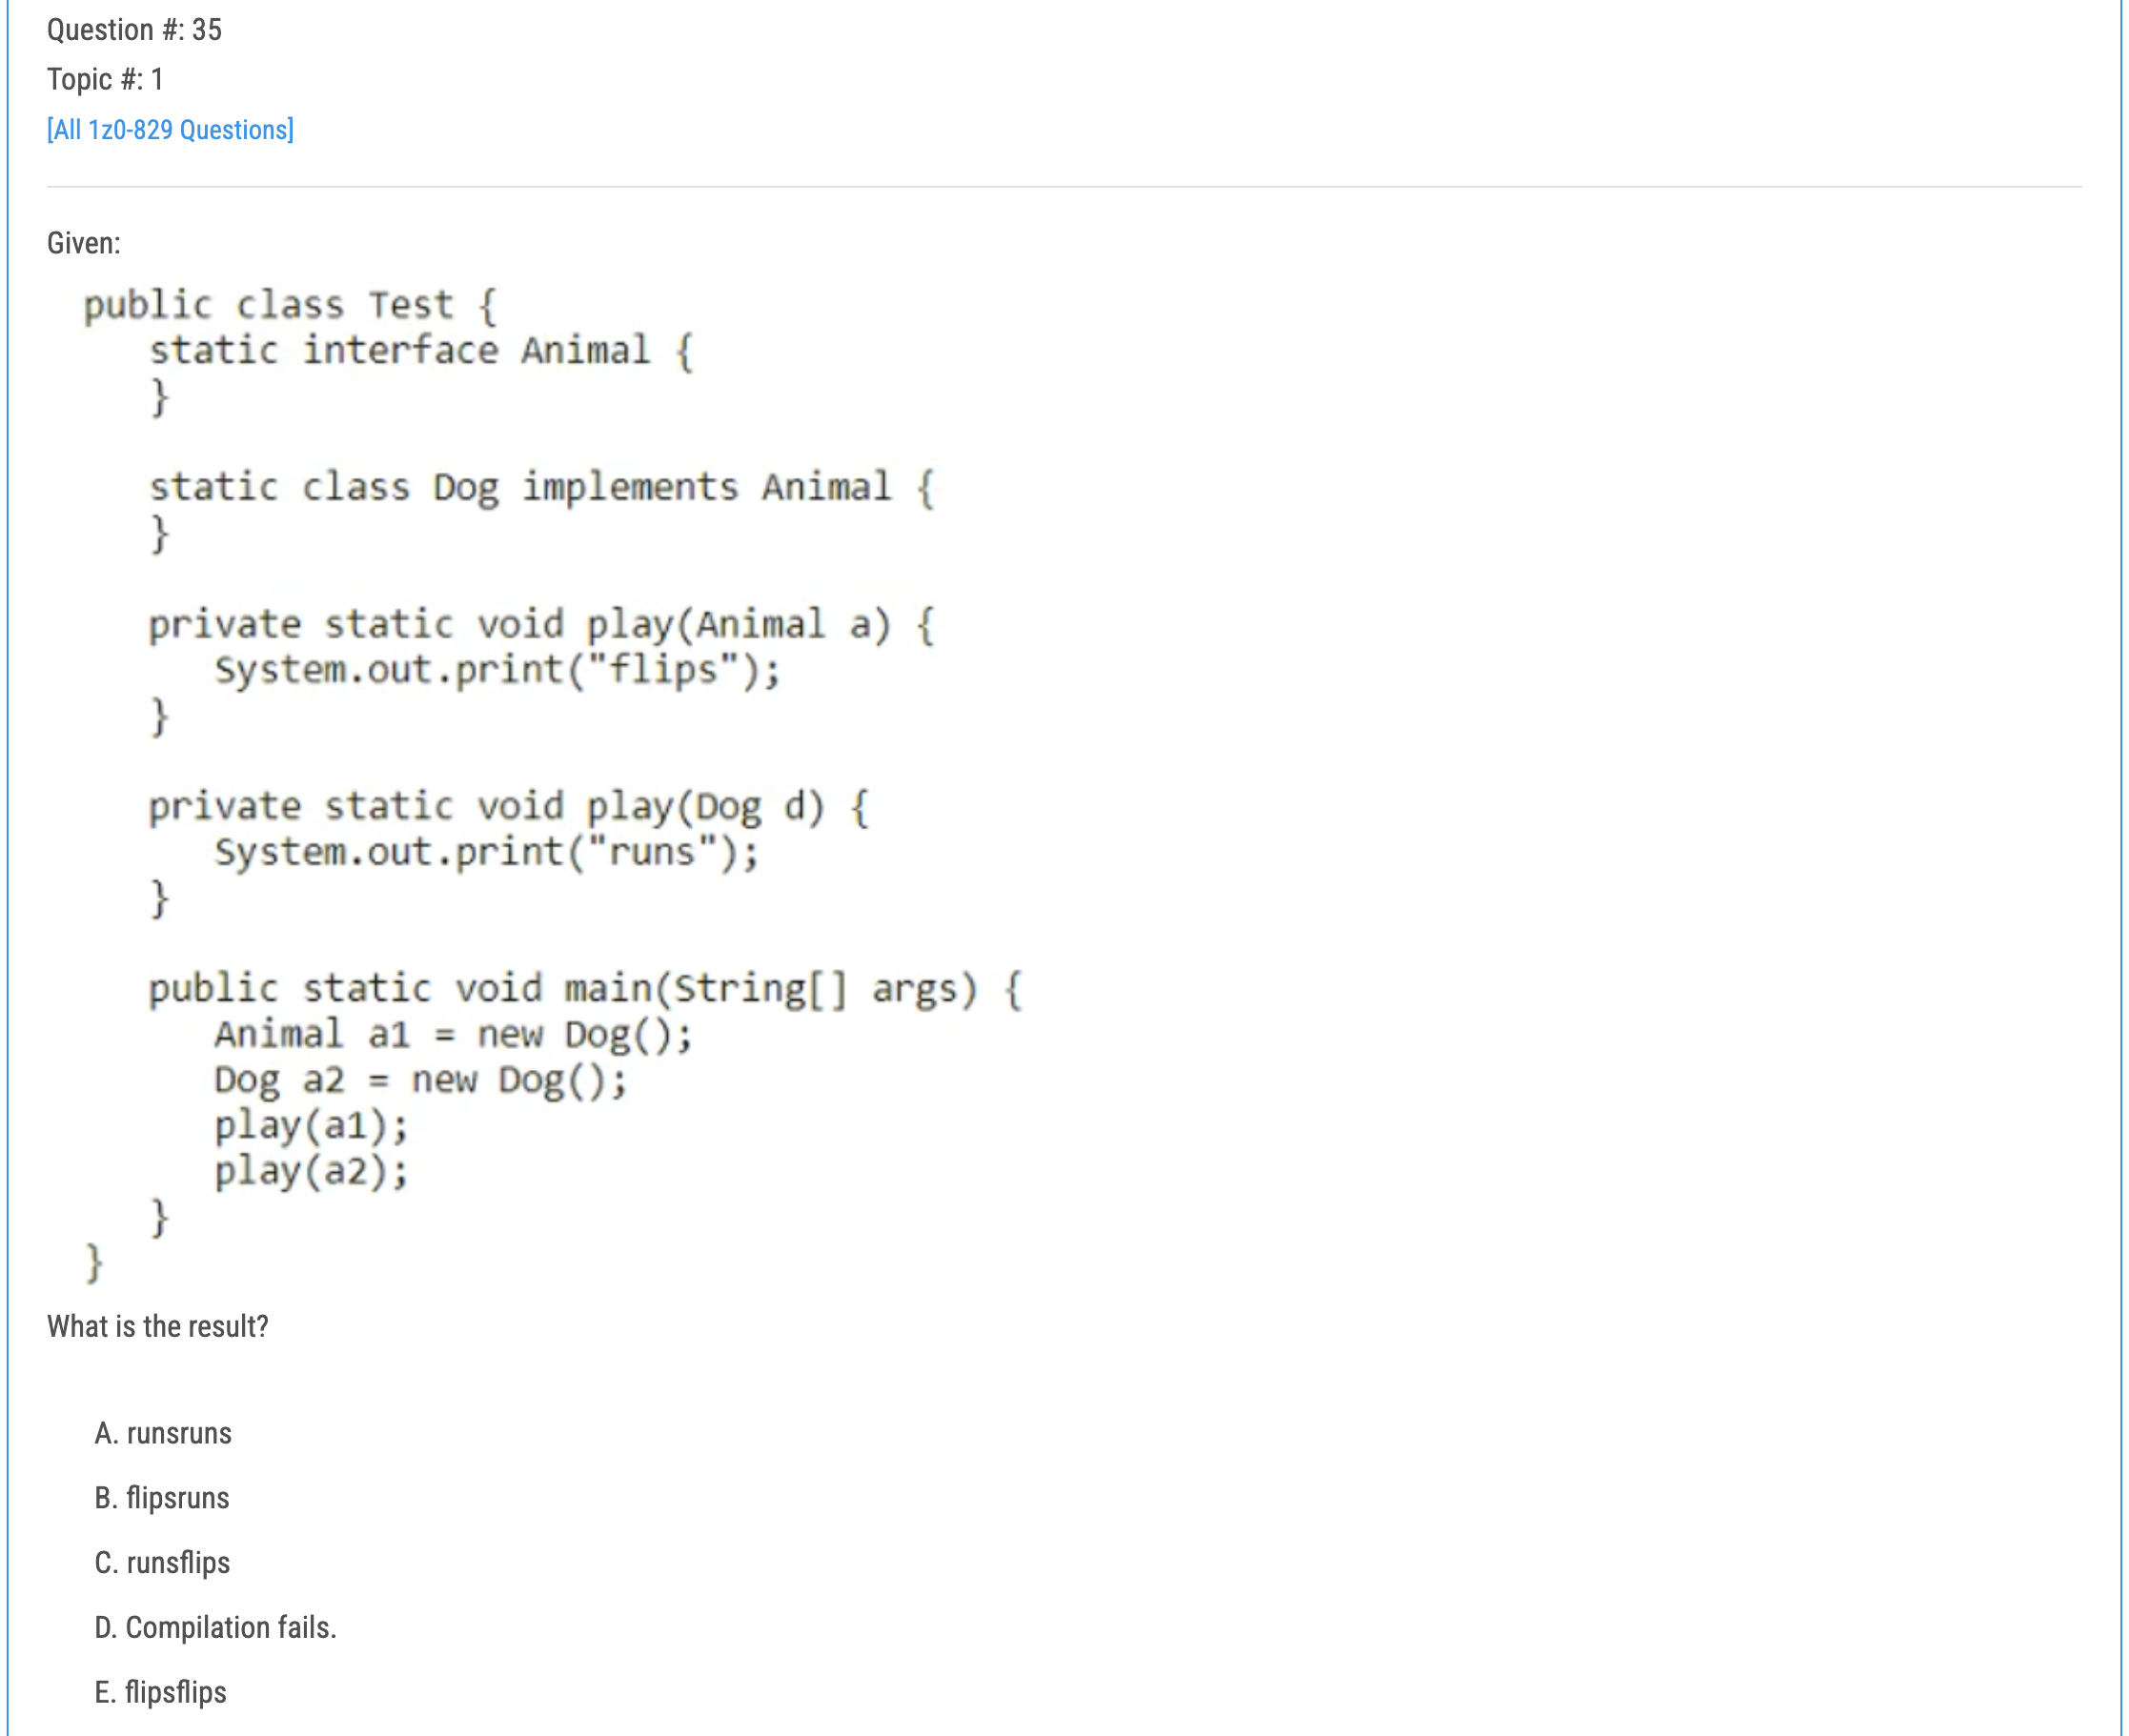 Question #: 35
Topic #: 1
[All 1z0-829 Questions]
Given:
public class Test {
static interface Animal {
}
static class Dog implements Animal {
}
private static void play(Animal a) {
System.out.print("flips");
}
private static void play(Dog d) {
System.out.print("runs");
}
public static void main(String[] args) {
Animal a1 = new Dog();
Dog a2 = new Dog();
play(a1);
play(a2);
}
}
What is the result?
A. runsruns
B. flipsruns
C. runsflips
D. Compilation fails.
E. flipsflips